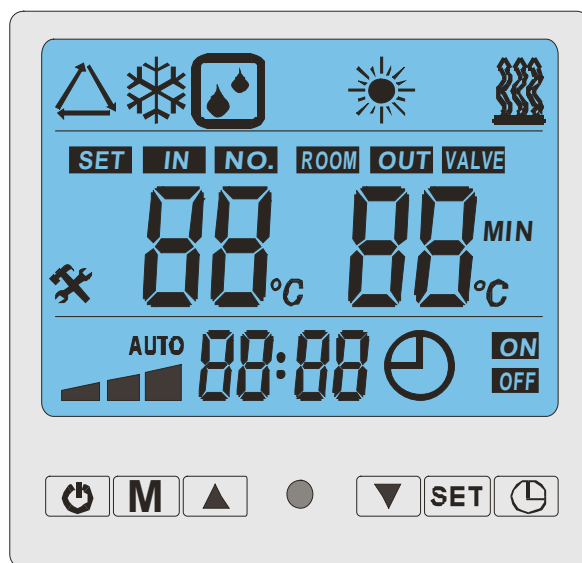 SET IN NO. ROOM OUT VALVE
88 °C 88 °C MIN
AUTO 88:88 ON
OFF
M SET